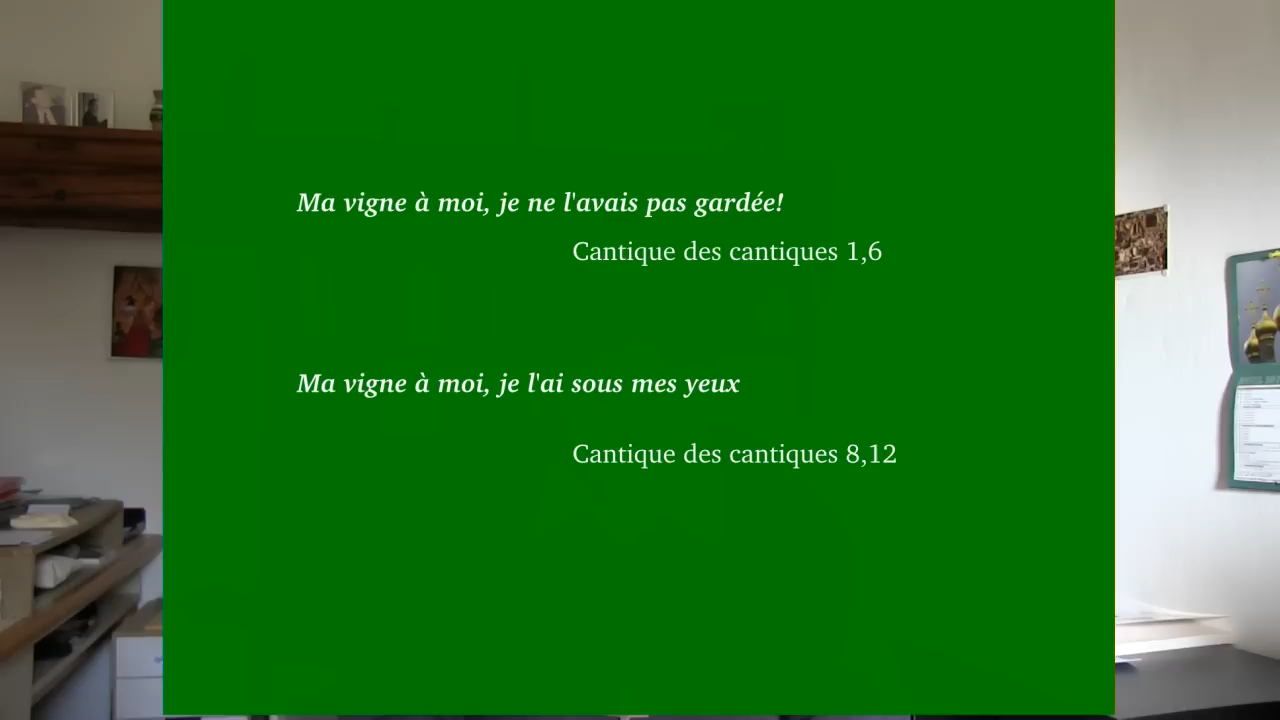 Ma vigne à moi, je ne l'avais pas gardée!
Cantique des cantiques 1,6
Ma vigne à moi, je l'ai sous mes yeux
Cantique des cantiques 8,12